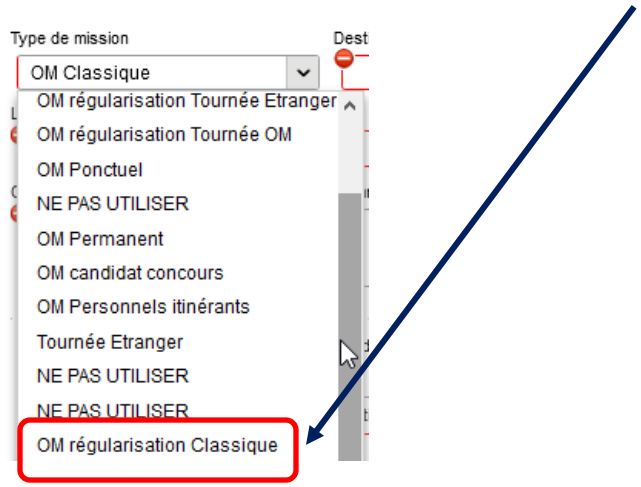 Type de mission
Dest
OM Classique
OM régularisation Tournée Etranger
OM régularisation Tournée OM
OM Ponctuel
NE PAS UTILISER
OM Permanent
OM candidat concours
OM Personnels itinérants
Tournée Etranger
NE PAS UTILISER
NE PAS UTILISER
OM régularisation Classique